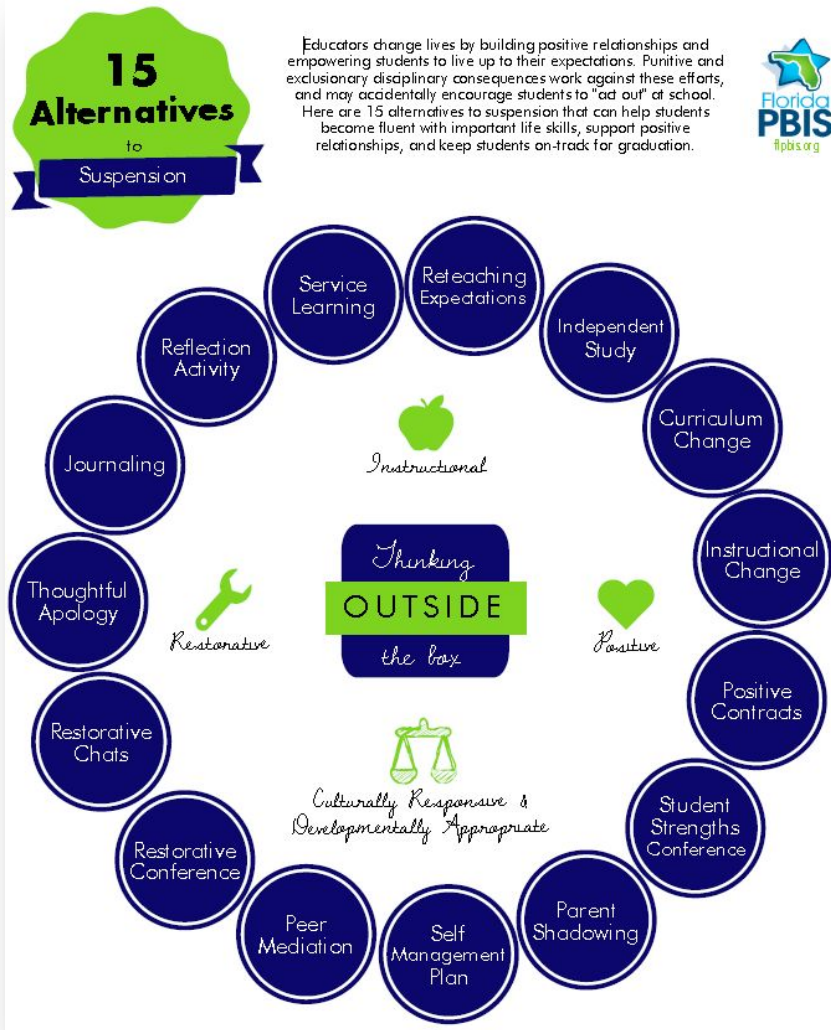 15
Alternatives
to
Suspension
Educators change lives by building positive relationships and
empowering students to live up to their expectations. Punitive and
exclusionary disciplinary consequences work against these efforts,
and may accidentally encourage students to "act out" at school.
Here are 15 alternatives to suspension that can help students
become fluent with important life skills, support positive
relationships, and keep students on-track for graduation.
Florida
PBIS
flpbis.org
Service
Learning
Reteaching
Expectations
Independent
Study
Curriculum
Change
Instructional
Change
Positive
Contracts
Student
Strengths
Conference
Parent
Shadowing
Self
Management
Plan
Peer
Mediation
Restorative
Conference
Restorative
Chats
Thoughtful
Apology
Journaling
Reflection
Activity
Instructional
Restorative
Thinking
OUTSIDE
the box
Positive
Culturally Responsive &
Developmentally Appropriate